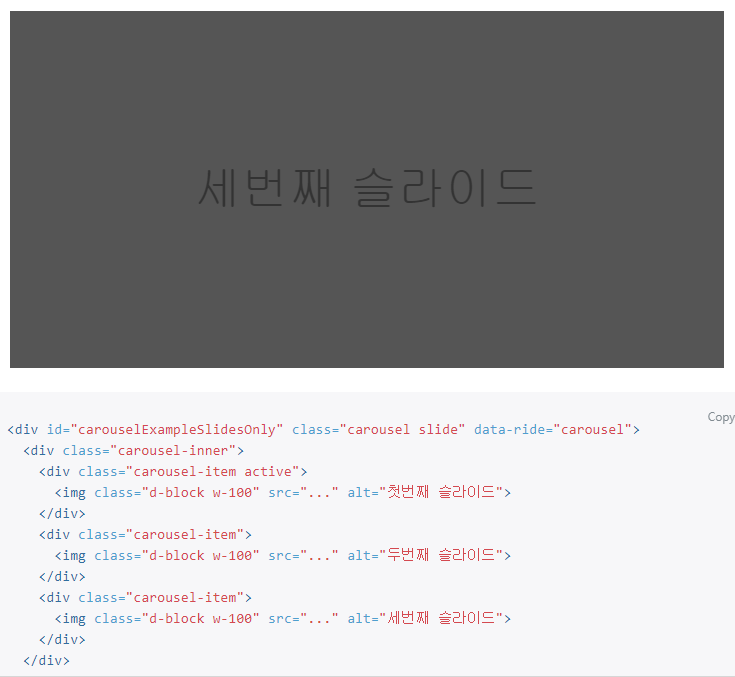 세번째 슬라이드
Copy
<div id="carouselExampleSlidesOnly" class="carousel slide" data-ride="carousel">
  <div class="carousel-inner">
    <div class="carousel-item active">
      <img class="d-block w-100" src="..." alt="첫번째 슬라이드">
    </div>
    <div class="carousel-item">
      <img class="d-block w-100" src="..." alt="두번째 슬라이드">
    </div>
    <div class="carousel-item">
      <img class="d-block w-100" src="..." alt="세번째 슬라이드">
    </div>
  </div>